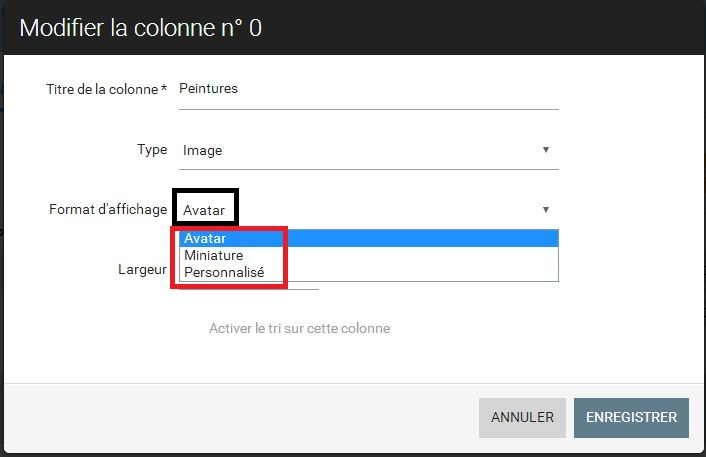 Modifier la colonne n° 0
Titre de la colonne * Peintures
Type Image
Format d'affichage Avatar
Avatar
Miniature
Personnalisé
Largeur
Activer le tri sur cette colonne
ANNULER ENREGISTRER